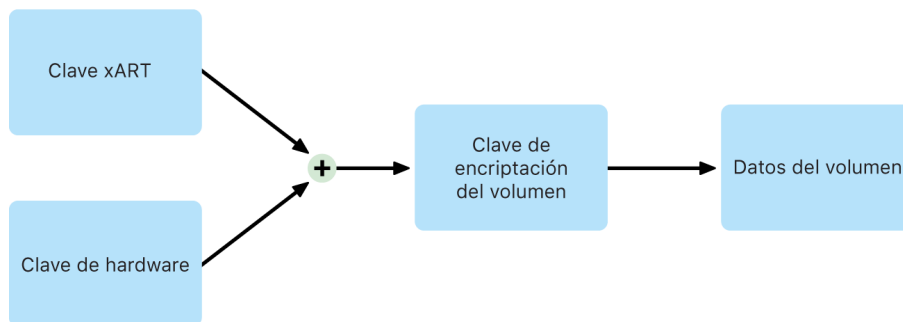 Clave xART
Clave de hardware
+
Clave de
encriptación
del volumen
Datos del volumen